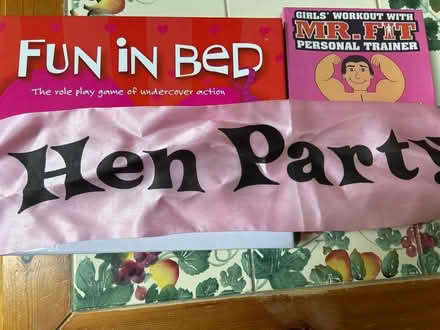 FUN iN BED
The role play game of undercover action
GIRLS' WORKOUT WITH
MR. FIT
PERSONAL TRAINER
Hen Party